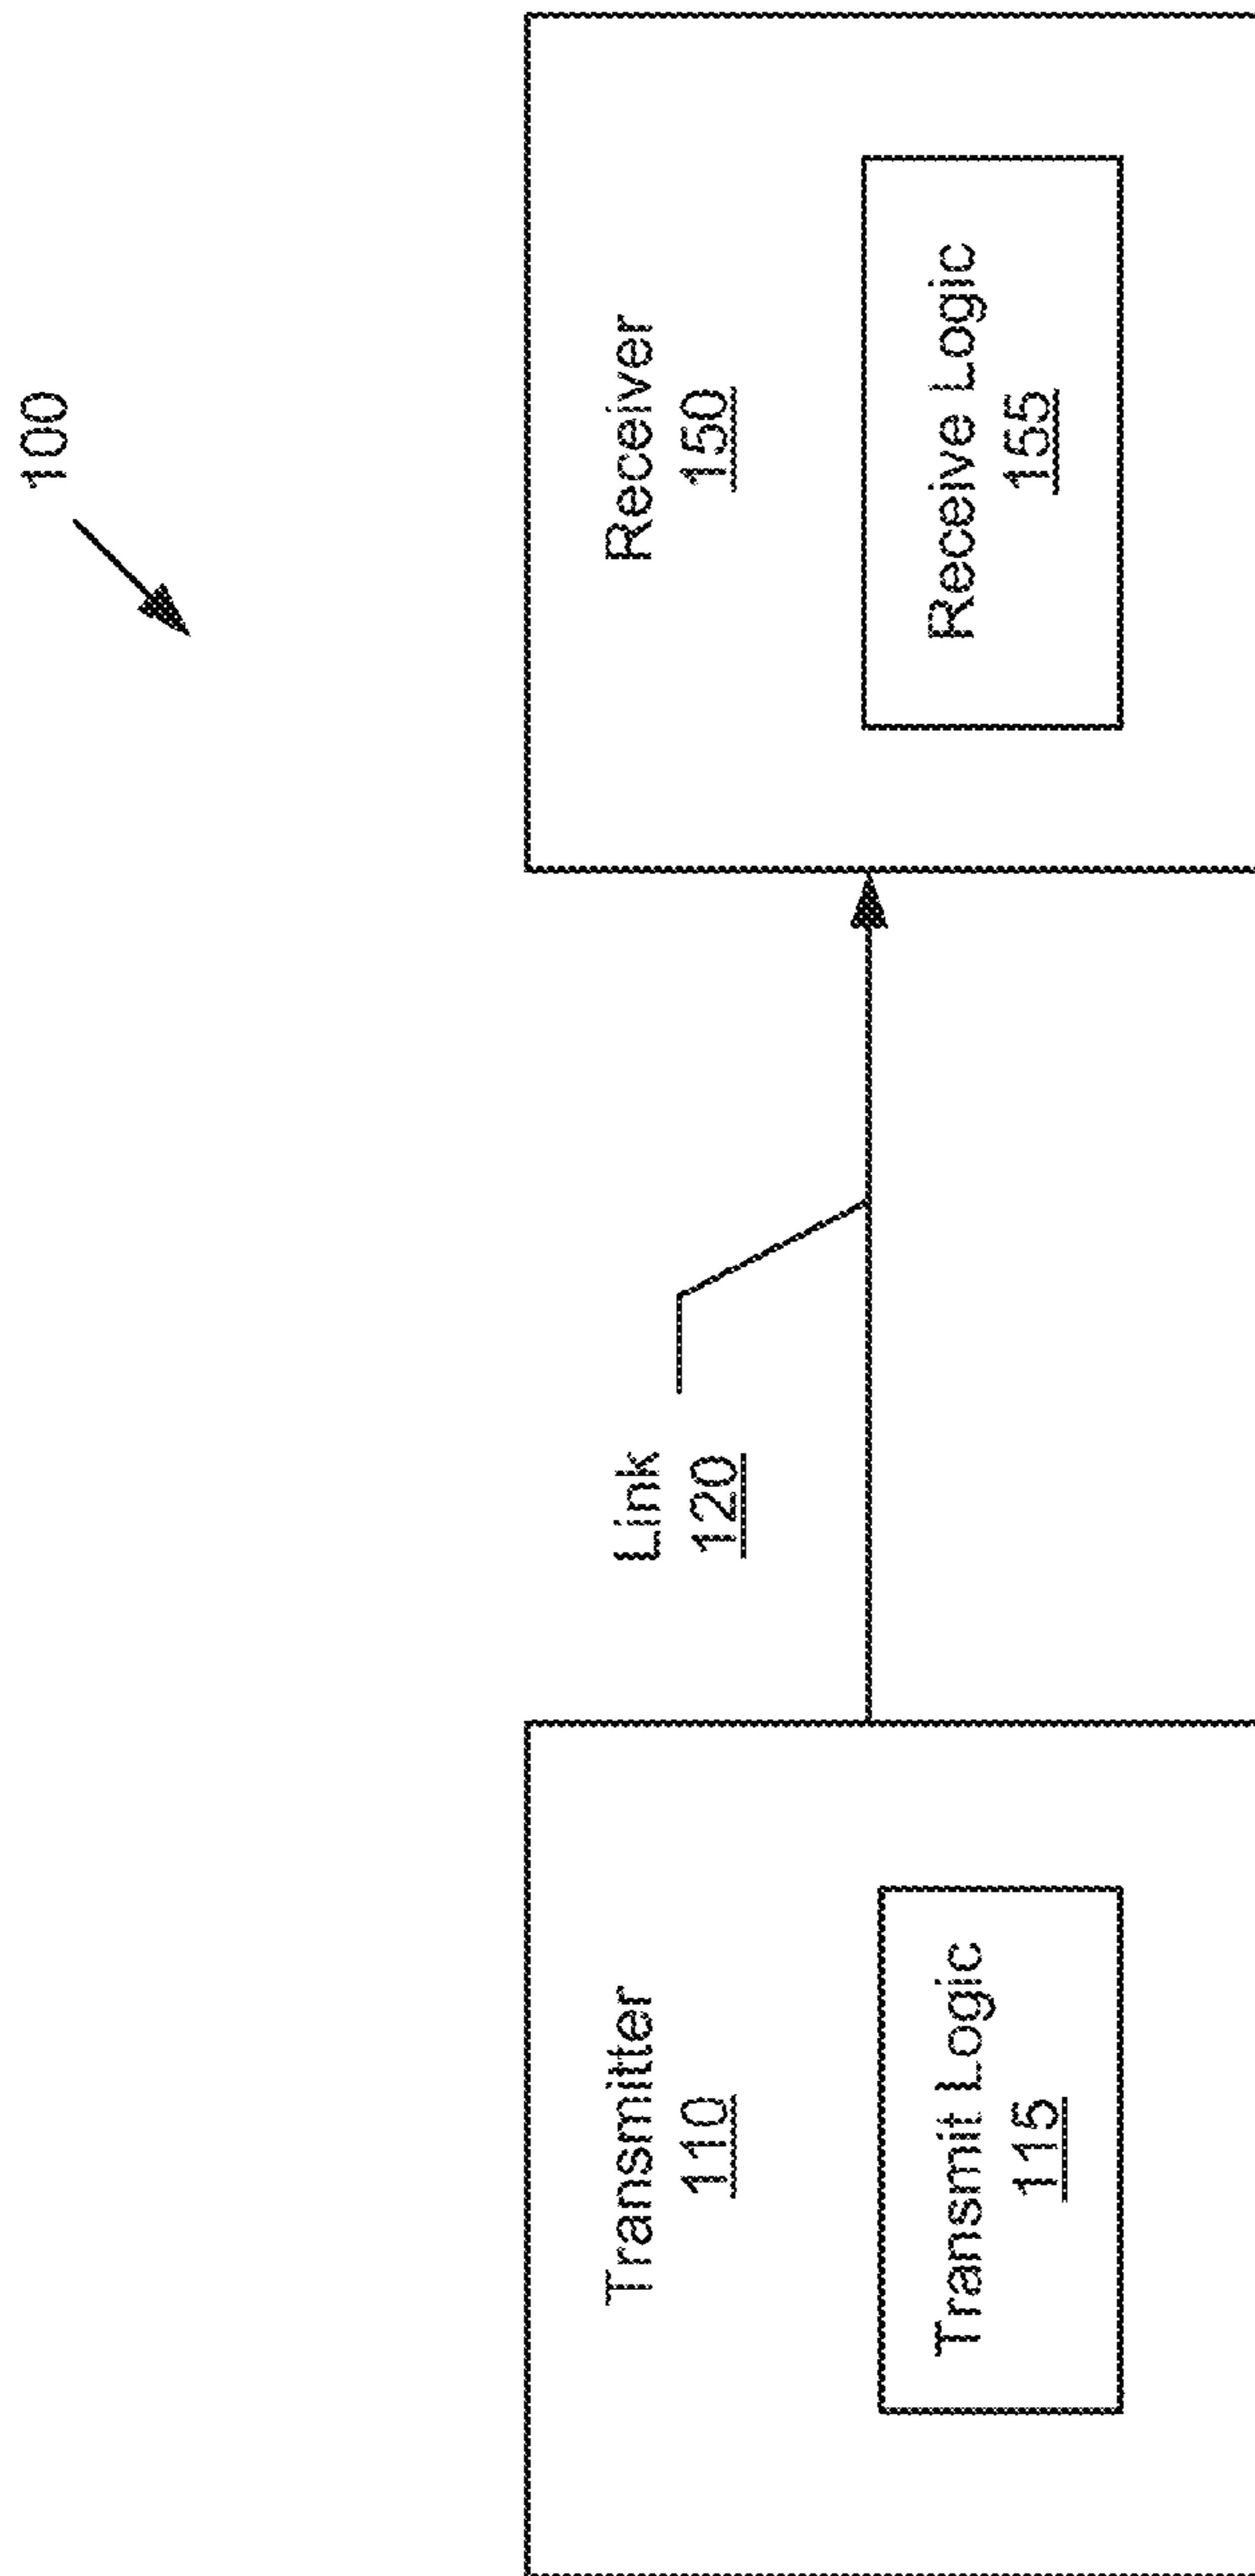 100
Transmitter
110
Transmit Logic
115
Link
120
Receiver
150
Receive Logic
155